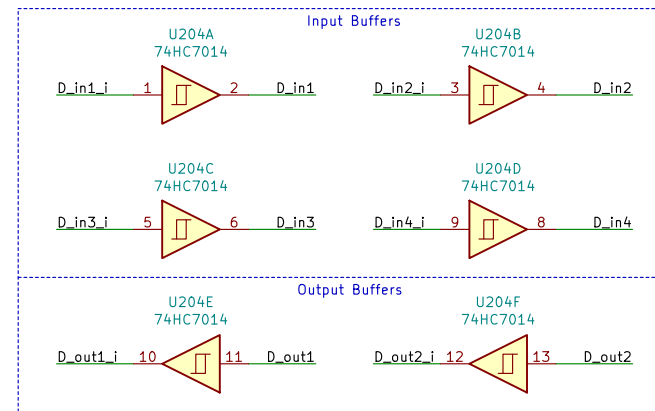 Input Buffers
U204A
74HC7014
D_in1_i 1 2 D_in1
U204B
74HC7014
D_in2_i 3 4 D_in2
U204C
74HC7014
D_in3_i 5 6 D_in3
U204D
74HC7014
D_in4_i 9 8 D_in4
Output Buffers
U204E
74HC7014
D_out1_i 10 11 D_out1
U204F
74HC7014
D_out2_i 12 13 D_out2